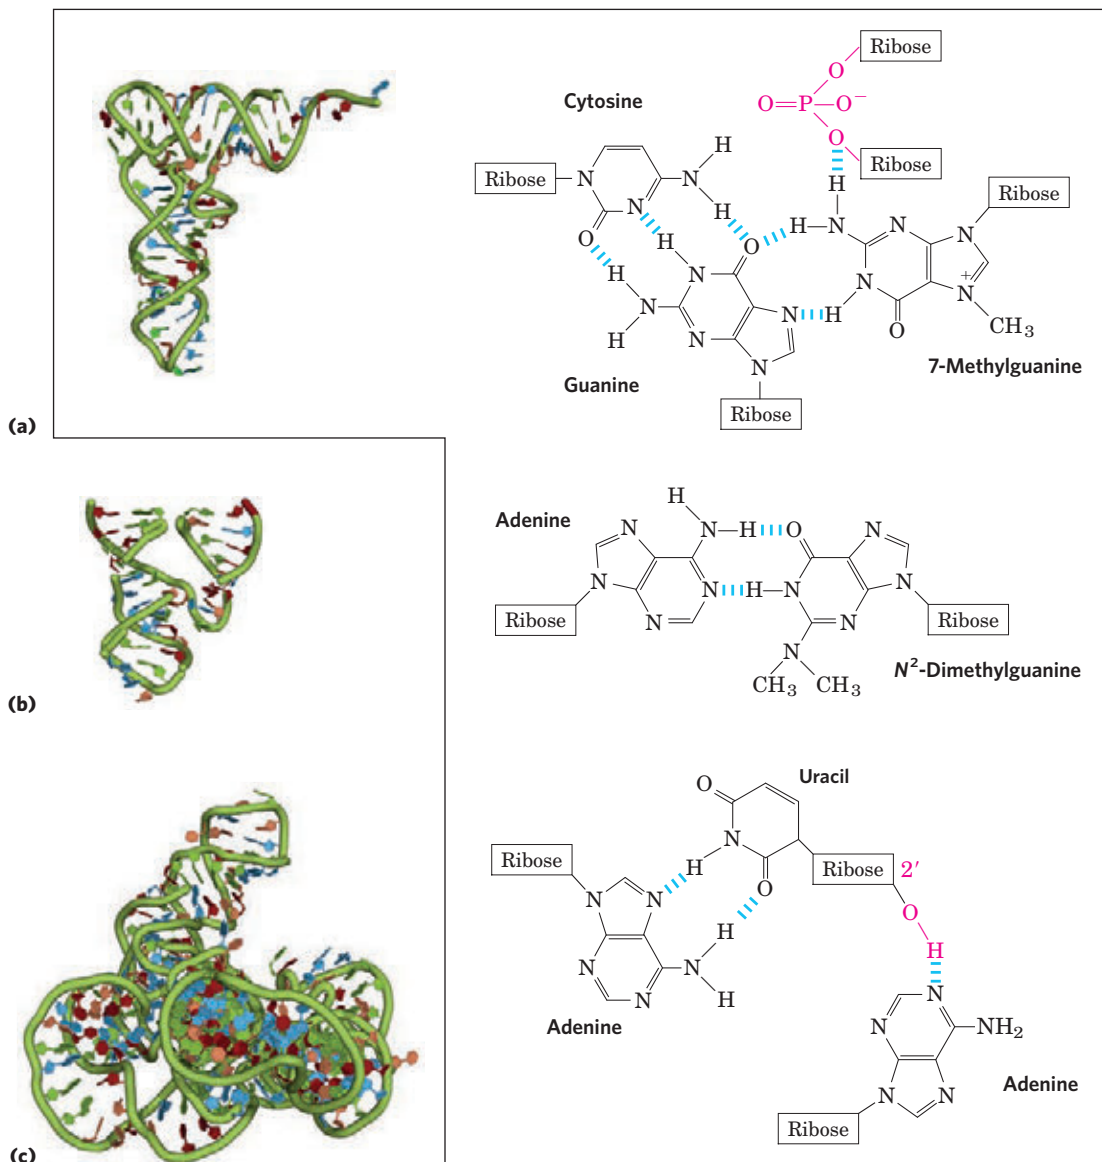 (a)
Cytosine
Ribose
N
O
N
N
H
H
Guanine
H
N
H
H
N
O
N
N
N
Ribose
Ribose
O
O=P—O−
O
Ribose
H
H—N
N
N
Ribose
N
H
O
N
+
CH3
7-Methylguanine
(b)
Adenine
H
N—H
O
N
N
N
N
N
Ribose
H—N
N
N
N
Ribose
N
CH3 CH3
N2-Dimethylguanine
(c)
Uracil
O
N
H
O
Ribose 2′
O
H
Ribose
N
N
N
N
H
N
H
Adenine
N
N
NH2
N
N
Ribose
Adenine